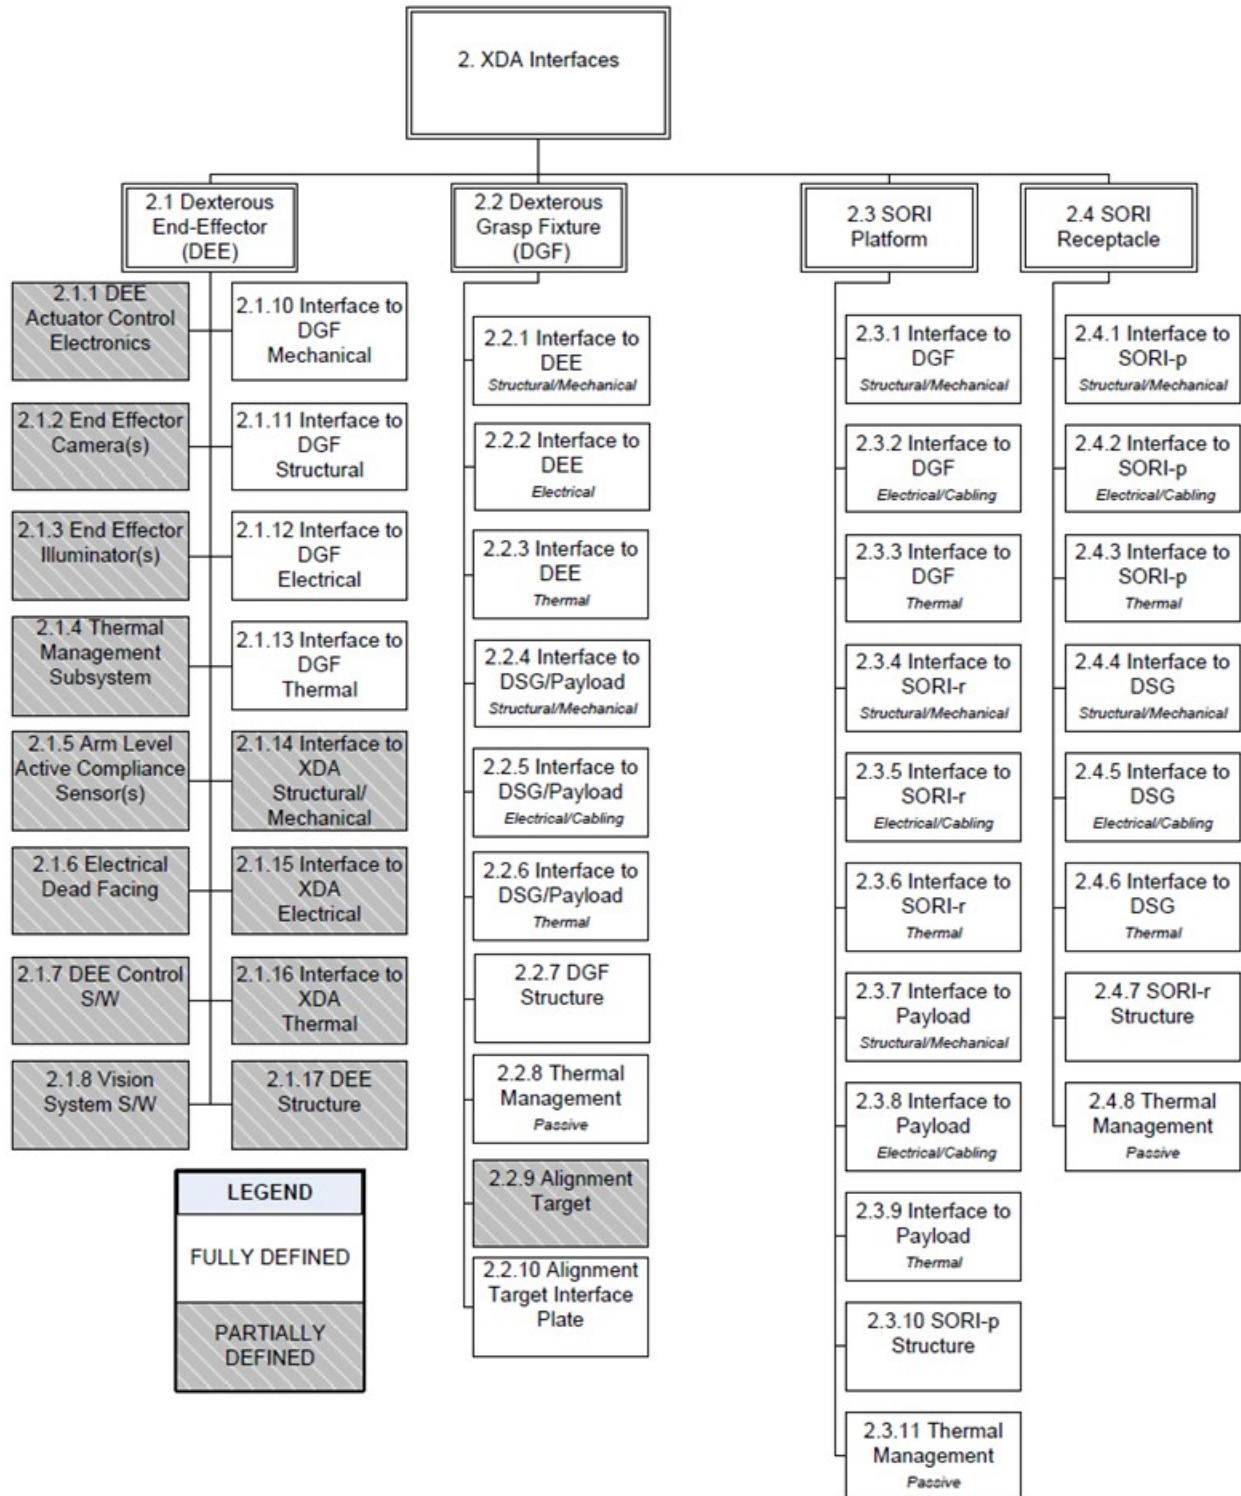 2. XDA Interfaces
2.1 Dexterous
End-Effector
(DEE)
2.1.1 DEE
Actuator Control
Electronics
2.1.2 End Effector
Camera(s)
2.1.3 End Effector
Illuminator(s)
2.1.4 Thermal
Management
Subsystem
2.1.5 Arm Level
Active Compliance
Sensor(s)
2.1.6 Electrical
Dead Facing
2.1.7 DEE Control
S/W
2.1.8 Vision
System S/W
2.1.10 Interface to
DGF
Mechanical
2.1.11 Interface to
DGF
Structural
2.1.12 Interface to
DGF
Electrical
2.1.13 Interface to
DGF
Thermal
2.1.14 Interface to
XDA
Structural/
Mechanical
2.1.15 Interface to
XDA
Electrical
2.1.16 Interface to
XDA
Thermal
2.1.17 DEE
Structure
2.2 Dexterous
Grasp Fixture
(DGF)
2.2.1 Interface to
DEE
Structural/Mechanical
2.2.2 Interface to
DEE
Electrical
2.2.3 Interface to
DEE
Thermal
2.2.4 Interface to
DSG/Payload
Structural/Mechanical
2.2.5 Interface to
DSG/Payload
Electrical/Cabling
2.2.6 Interface to
DSG/Payload
Thermal
2.2.7 DGF
Structure
2.2.8 Thermal
Management
Passive
2.2.9 Alignment
Target
2.2.10 Alignment
Target Interface
Plate
2.3 SORI
Platform
2.3.1 Interface to
DGF
Structural/Mechanical
2.3.2 Interface to
DGF
Electrical/Cabling
2.3.3 Interface to
DGF
Thermal
2.3.4 Interface to
SORI-r
Structural/Mechanical
2.3.5 Interface to
SORI-r
Electrical/Cabling
2.3.6 Interface to
SORI-r
Thermal
2.3.7 Interface to
Payload
Structural/Mechanical
2.3.8 Interface to
Payload
Electrical/Cabling
2.3.9 Interface to
Payload
Thermal
2.3.10 SORI-p
Structure
2.3.11 Thermal
Management
Passive
2.4 SORI
Receptacle
2.4.1 Interface to
SORI-p
Structural/Mechanical
2.4.2 Interface to
SORI-p
Electrical/Cabling
2.4.3 Interface to
SORI-p
Thermal
2.4.4 Interface to
DSG
Structural/Mechanical
2.4.5 Interface to
DSG
Electrical/Cabling
2.4.6 Interface to
DSG
Thermal
2.4.7 SORI-r
Structure
2.4.8 Thermal
Management
Passive
LEGEND
FULLY DEFINED
PARTIALLY
DEFINED